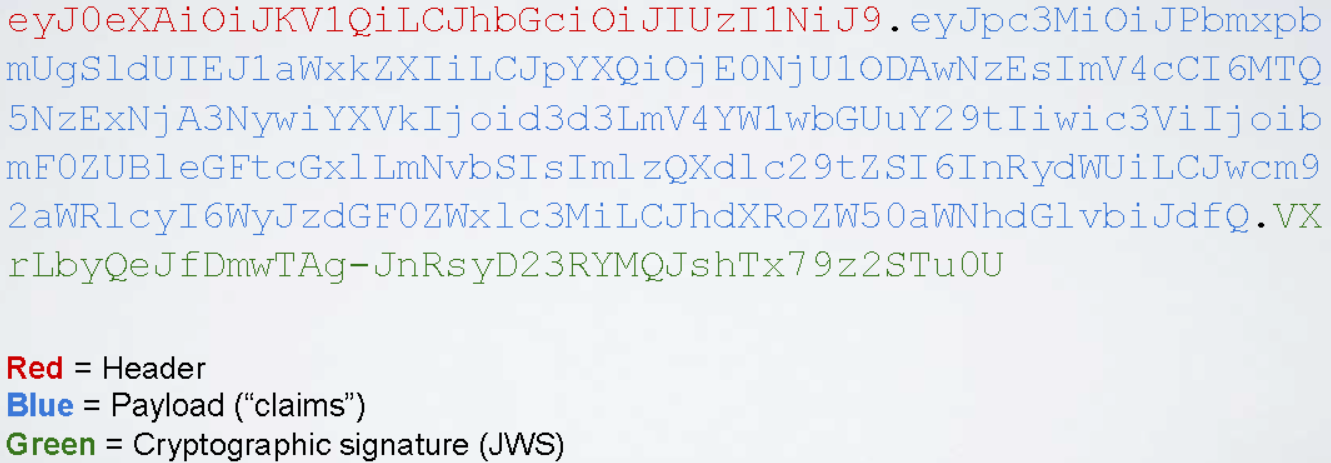 eyJ0eXAiOiJKV1QiLCJhbGciOiJIUzI1NiJ9.eyJpc3MiOiJPbmxpb
mUgSldUIEJ1aWxkZXIiLCJpYXQiOjE0NjU1ODAwNzEsImV4cCI6MTQ
5NzExNjA3NywiYXVkIjoid3d3LmV4YW1wbGUuY29tIiwic3ViIjoib
mF0ZUBleGFtcGxlLmNvbSIsImlzQXdlc29tZSI6InRydWUiLCJwcm9
2aWRlcyI6WyJzdGF0ZWxlc3MiLCJhdXRoZW50aWNhdGlvbiJdfQ.VX
rLbyQeJfDmwTAg-JnRsyD23RYMQJshTx79z2STu0U
Red = Header
Blue = Payload (“claims”)
Green = Cryptographic signature (JWS)